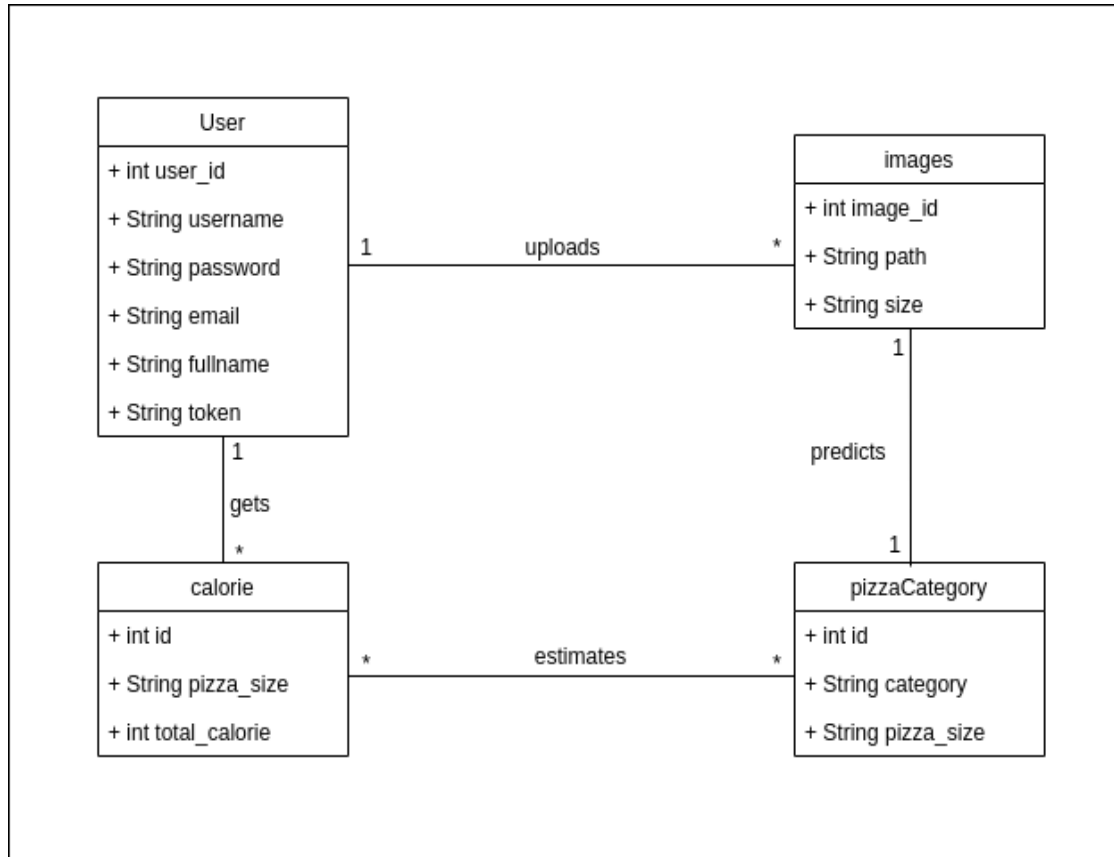 User
+ int user_id
+ String username
+ String password
+ String email
+ String fullname
+ String token
1
uploads
*
images
+ int image_id
+ String path
+ String size
1
gets
*
1
predicts
1
calorie
+ int id
+ String pizza_size
+ int total_calorie
*
estimates
*
pizzaCategory
+ int id
+ String category
+ String pizza_size